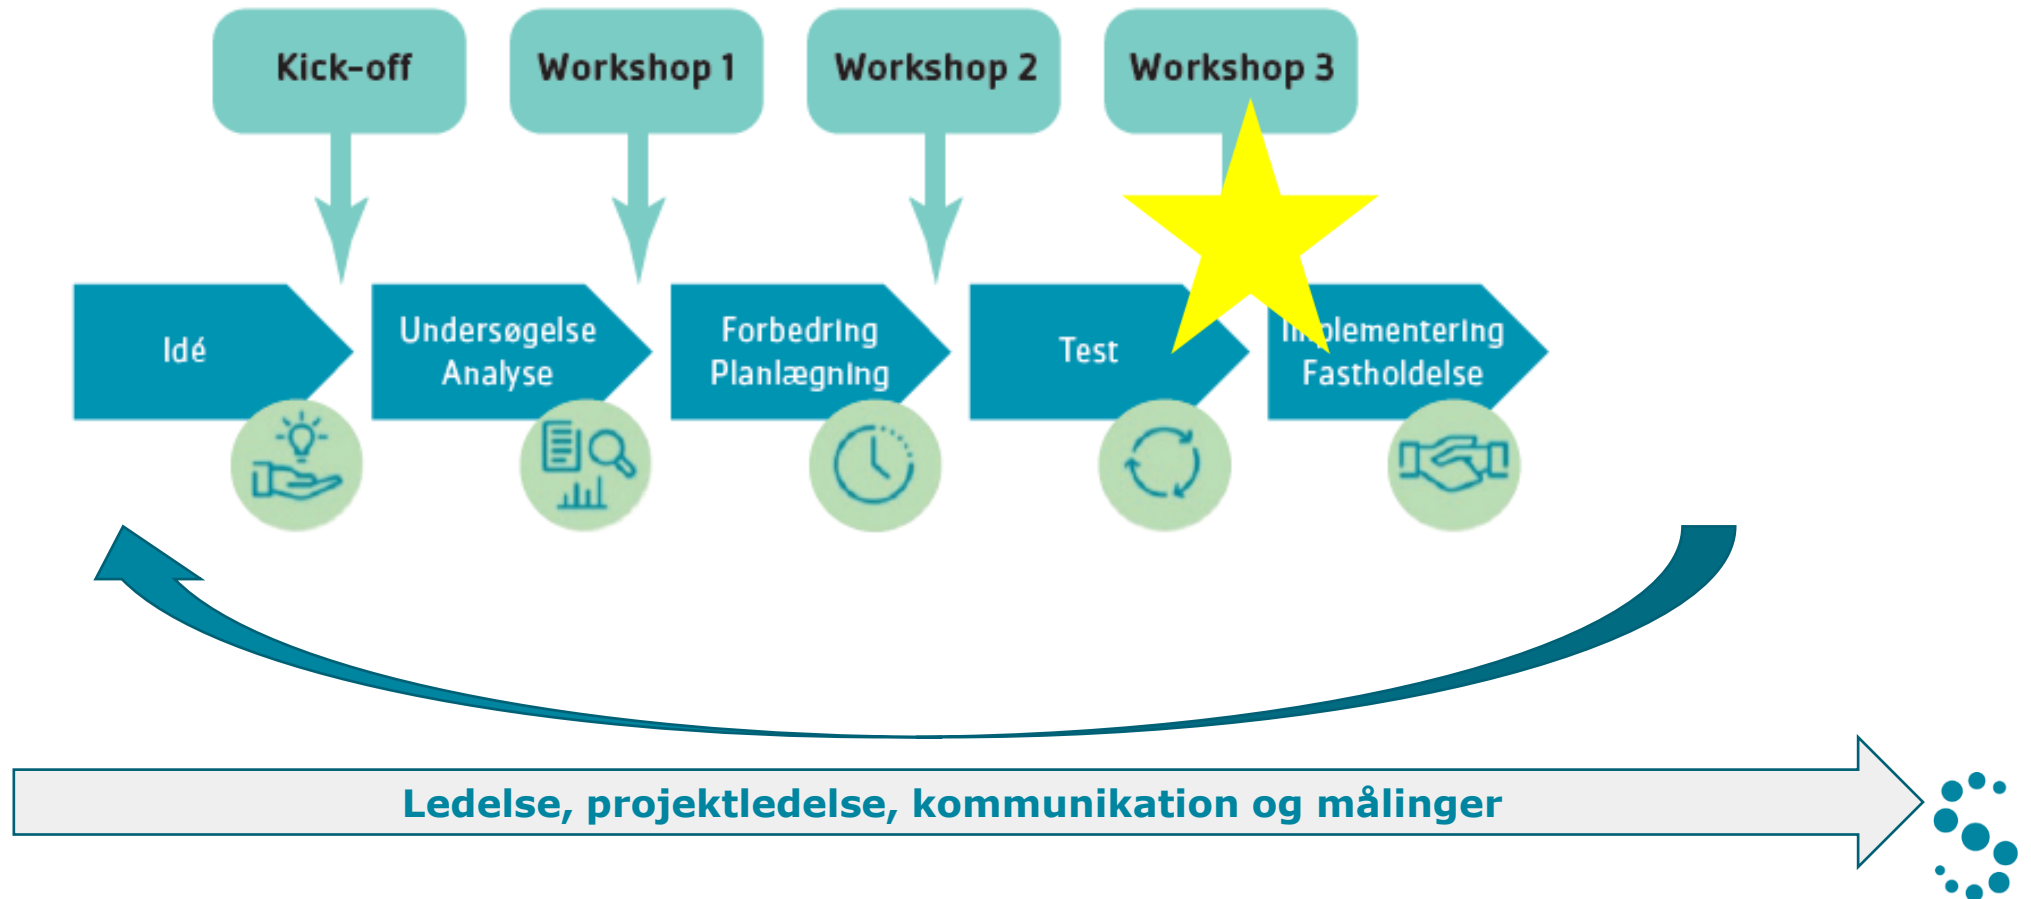 Kick-off
Workshop 1
Workshop 2
Workshop 3
Idé
Undersøgelse
Analyse
Forbedring
Planlægning
Test
Implementering
Fastholdelse
Ledelse, projektledelse, kommunikation og målinger